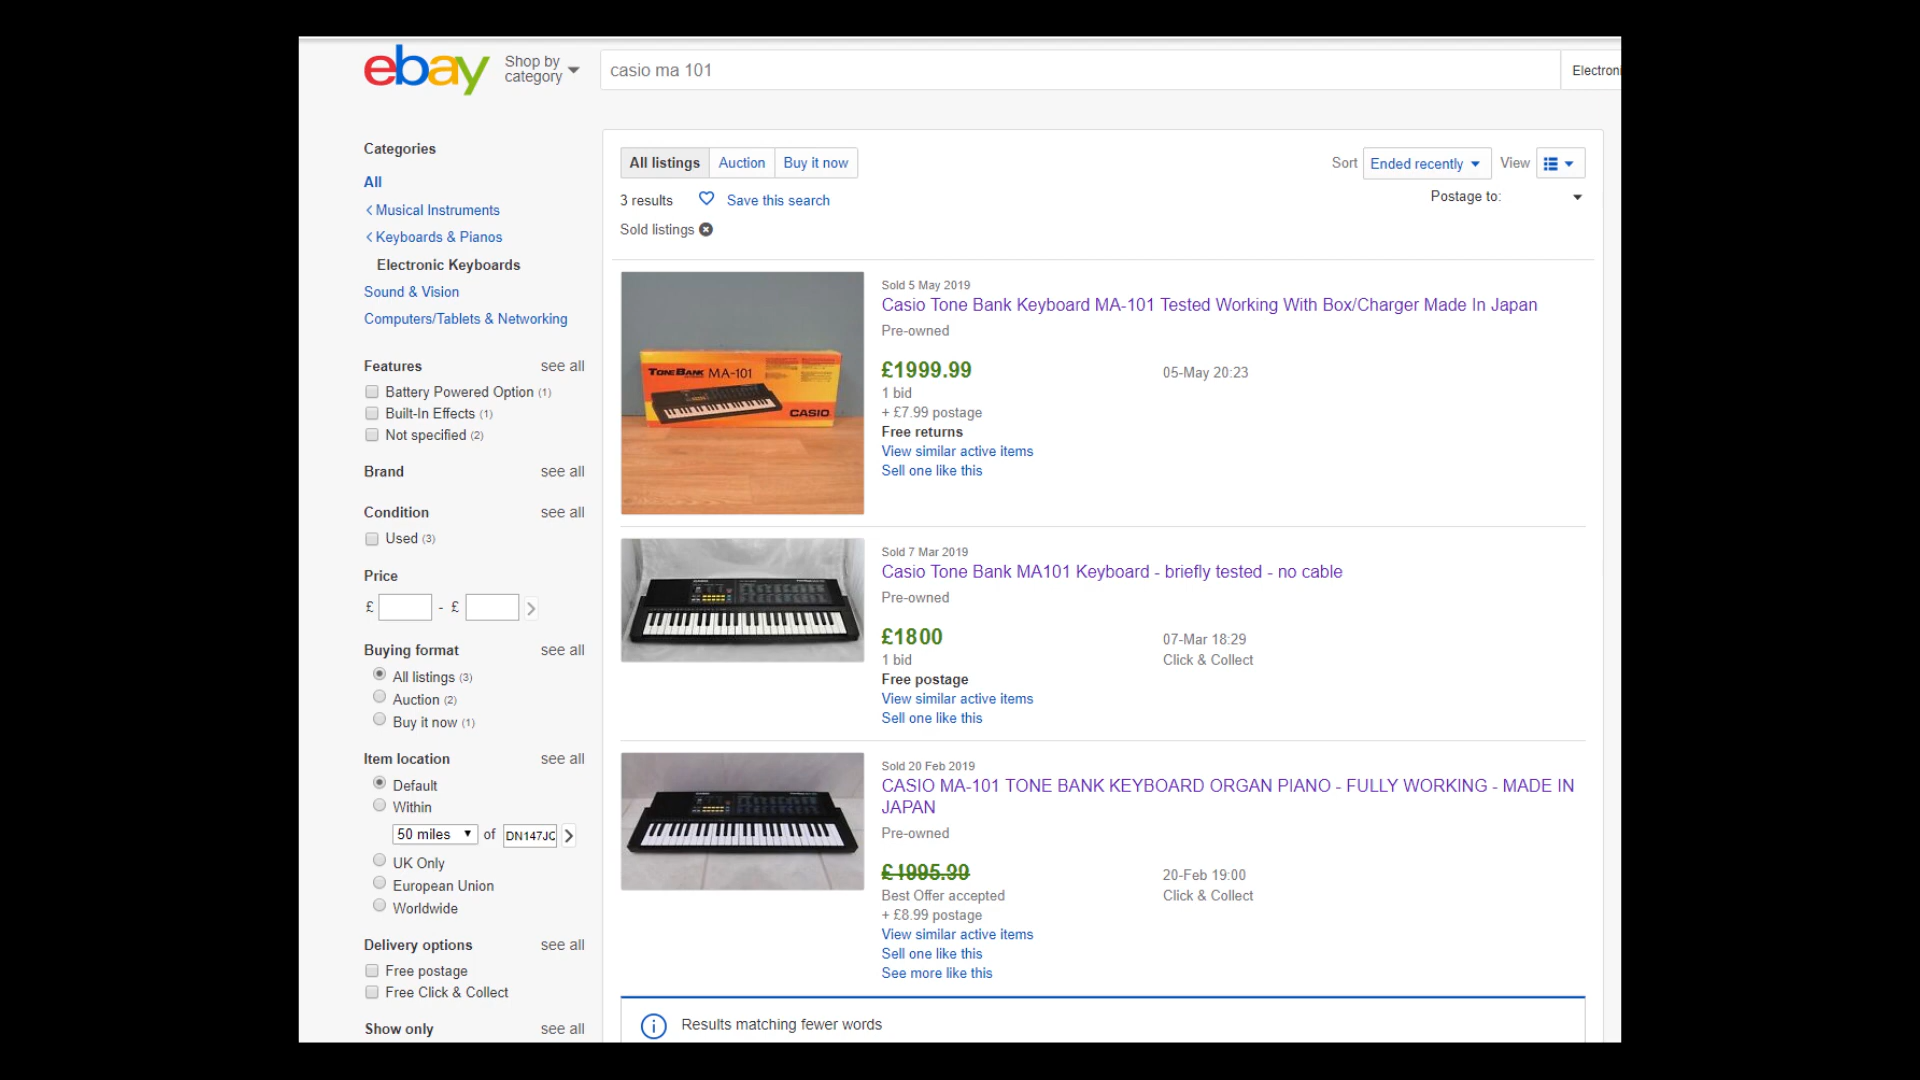 ebay
Shop by
category
casio ma 101
Electroni
Categories
All
Musical Instruments
Keyboards & Pianos
Electronic Keyboards
Sound & Vision
Computers/Tablets & Networking
Features see all
Battery Powered Option (1)
Built-In Effects (1)
Not specified (2)
Brand see all
Condition see all
Used (3)
Price
£ - £
Buying format see all
All listings (3)
Auction (2)
Buy it now (1)
Item location see all
Default
Within
50 miles of DN147JC
UK Only
European Union
Worldwide
Delivery options see all
Free postage
Free Click & Collect
Show only see all
All listings Auction Buy it now
Sort Ended recently View
3 results Save this search
Postage to:
Sold listings
TONE BANK MA-101
CASIO
Sold 5 May 2019
Casio Tone Bank Keyboard MA-101 Tested Working With Box/Charger Made In Japan
Pre-owned
£1999.99 05-May 20:23
1 bid
+ £7.99 postage
Free returns
View similar active items
Sell one like this
Sold 7 Mar 2019
Casio Tone Bank MA101 Keyboard - briefly tested - no cable
Pre-owned
£1800 07-Mar 18:29
1 bid Click & Collect
Free postage
View similar active items
Sell one like this
Sold 20 Feb 2019
CASIO MA-101 TONE BANK KEYBOARD ORGAN PIANO - FULLY WORKING - MADE IN
JAPAN
Pre-owned
£1995.39 20-Feb 19:00
Best Offer accepted Click & Collect
+ £8.99 postage
View similar active items
Sell one like this
See more like this
Results matching fewer words